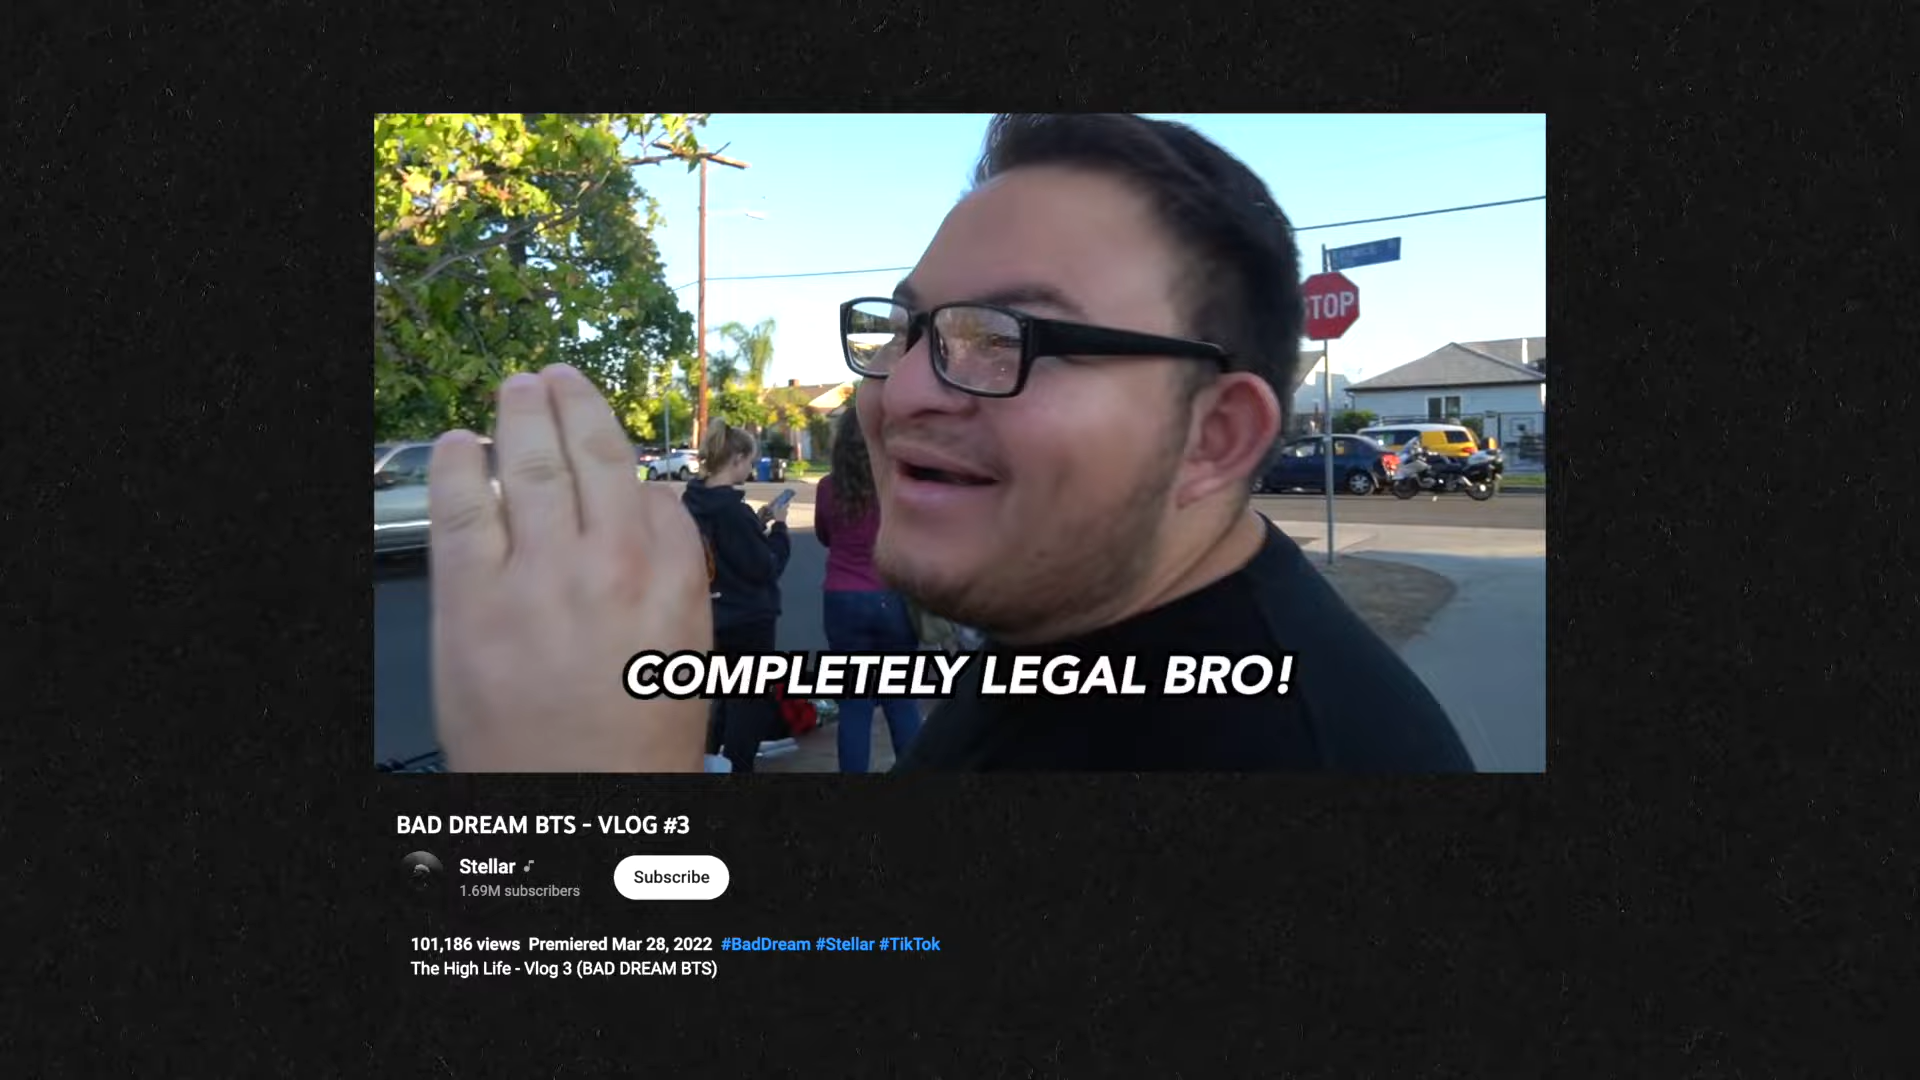 STOP
COMPLETELY LEGAL BRO!
BAD DREAM BTS - VLOG #3
Stellar
1.69M subscribers
Subscribe
101,186 views Premiered Mar 28, 2022 #BadDream #Stellar #TikTok
The High Life - Vlog 3 (BAD DREAM BTS)